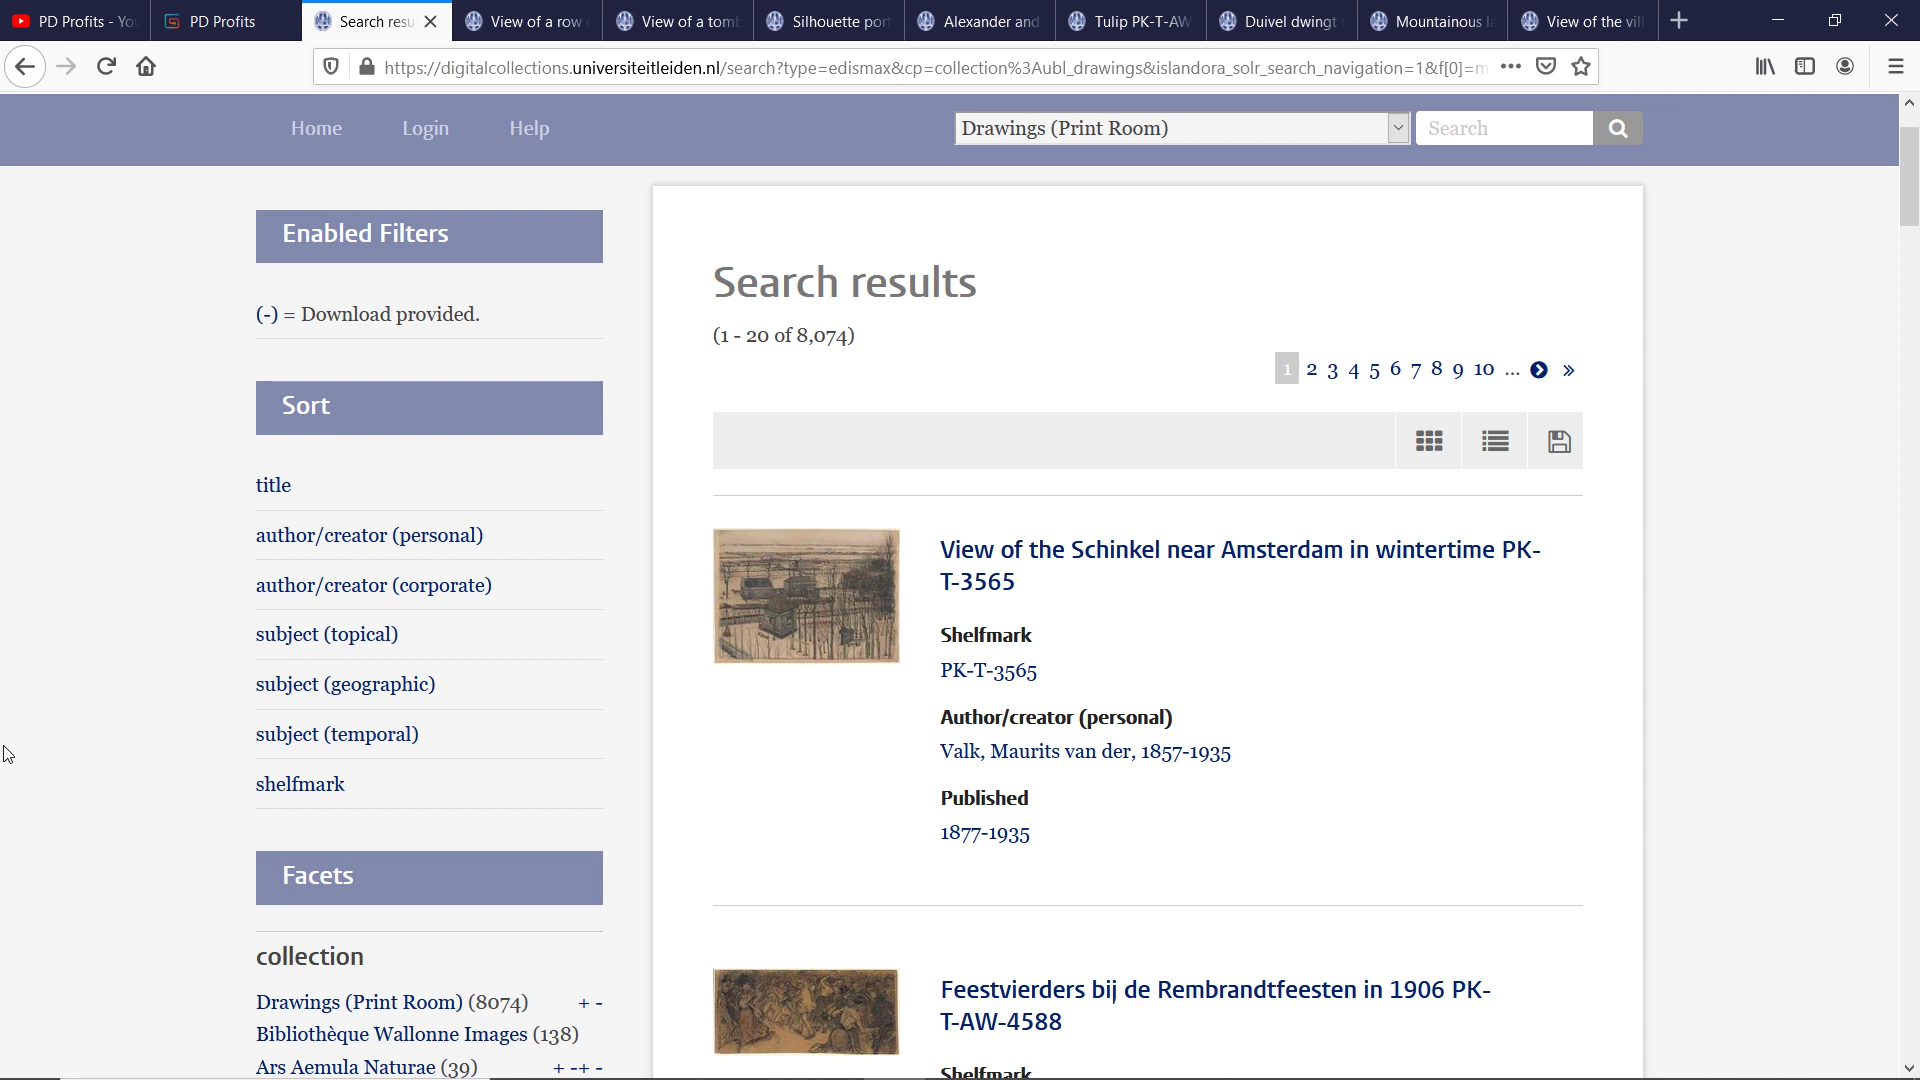 PD Profits - Yo
PD Profits
Search resu
View of a row
View of a tomb
Silhouette port
Alexander and
Tulip PK-T-AW
Duivel dwingt
Mountainous la
View of the vill
https://digitalcollections.universiteitleiden.nl/search?type=edismax&cp=collection%3Aubl_drawings&islandora_solr_search_navigation=1&f[0]=m
Home
Login
Help
Drawings (Print Room)
Search
Enabled Filters
(-) = Download provided.
Sort
title
author/creator (personal)
author/creator (corporate)
subject (topical)
subject (geographic)
subject (temporal)
shelfmark
Facets
collection
Drawings (Print Room) (8074) + -
Bibliothèque Wallonne Images (138)
Ars Aemula Naturae (39) + -+ -
Search results
(1 - 20 of 8,074)
1 2 3 4 5 6 7 8 9 10 ... »
View of the Schinkel near Amsterdam in wintertime PK-
T-3565
Shelfmark
PK-T-3565
Author/creator (personal)
Valk, Maurits van der, 1857-1935
Published
1877-1935
Feestvierders bij de Rembrandtfeesten in 1906 PK-
T-AW-4588
Shelfmark